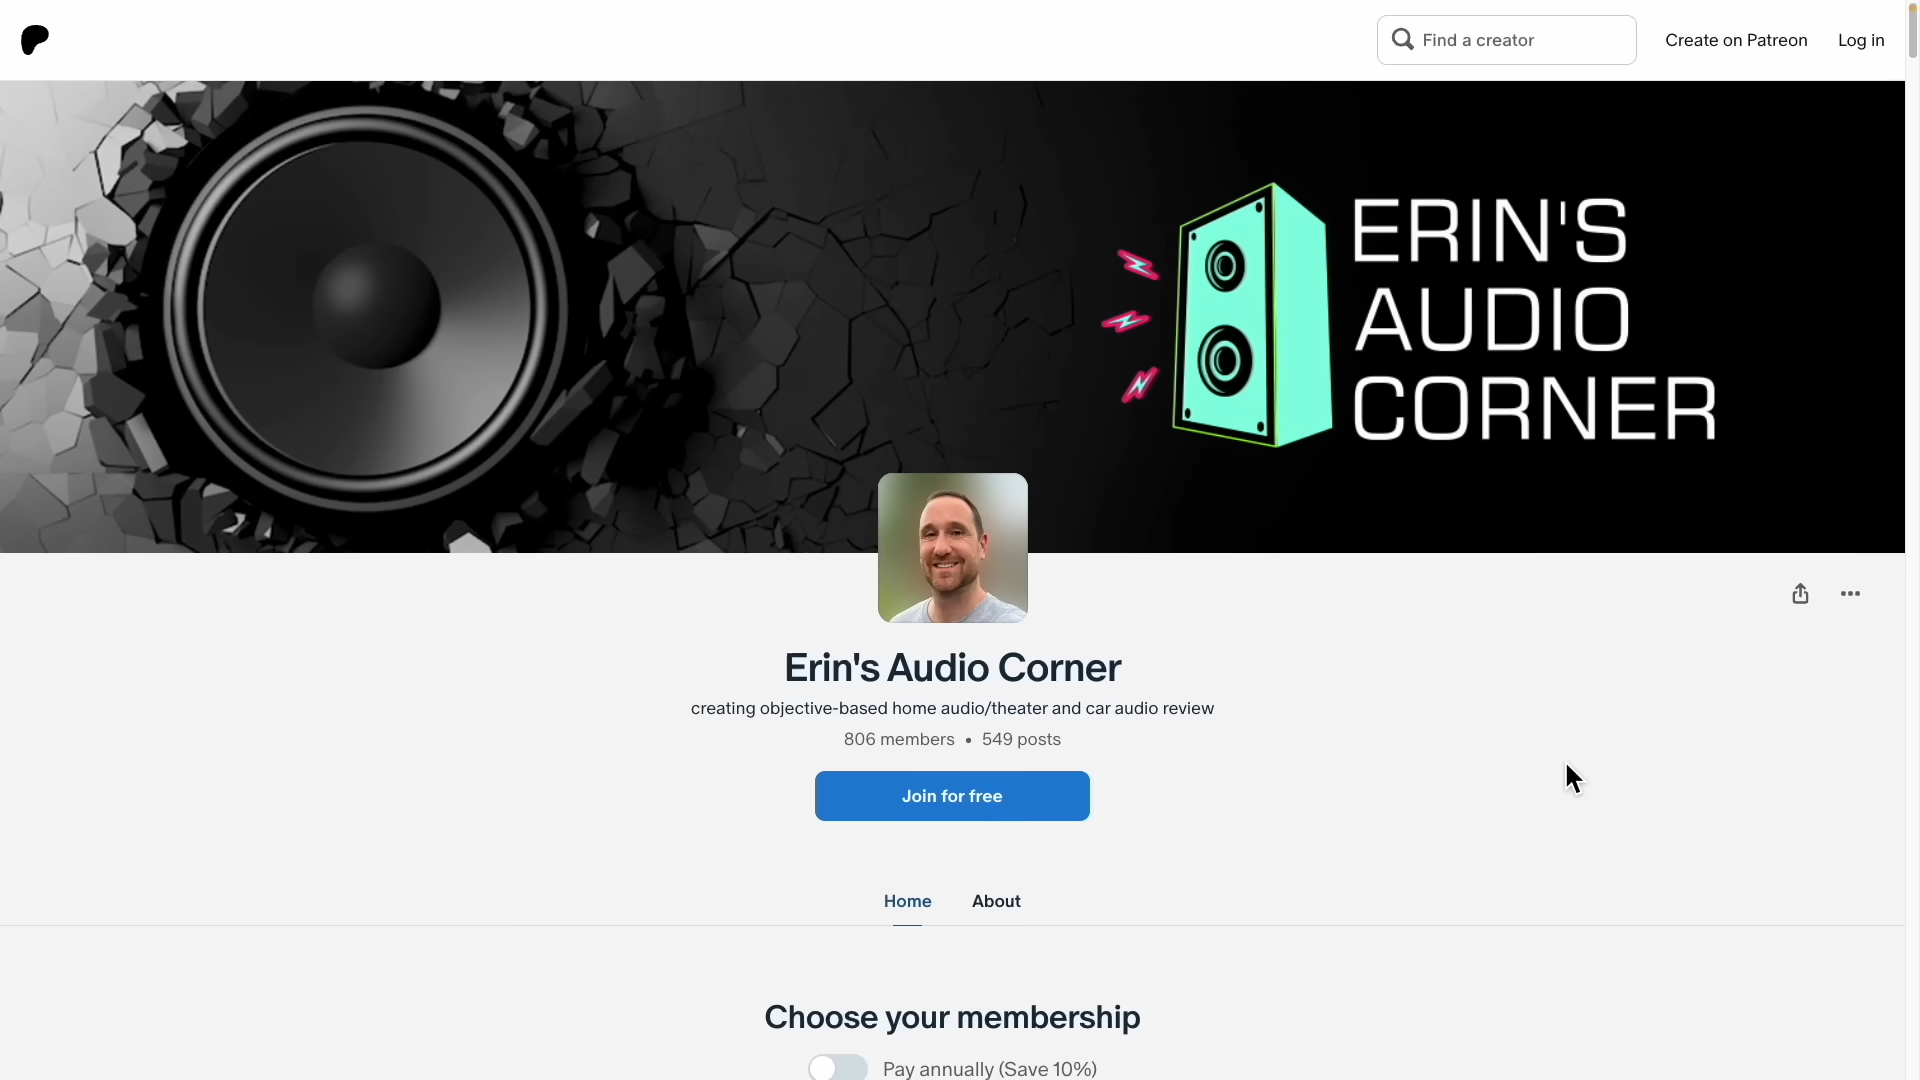 Find a creator
Create on Patreon
Log in
ERIN'S
AUDIO
CORNER
Erin's Audio Corner
creating objective-based home audio/theater and car audio review
806 members • 549 posts
Join for free
Home
About
Choose your membership
Pay annually (Save 10%)